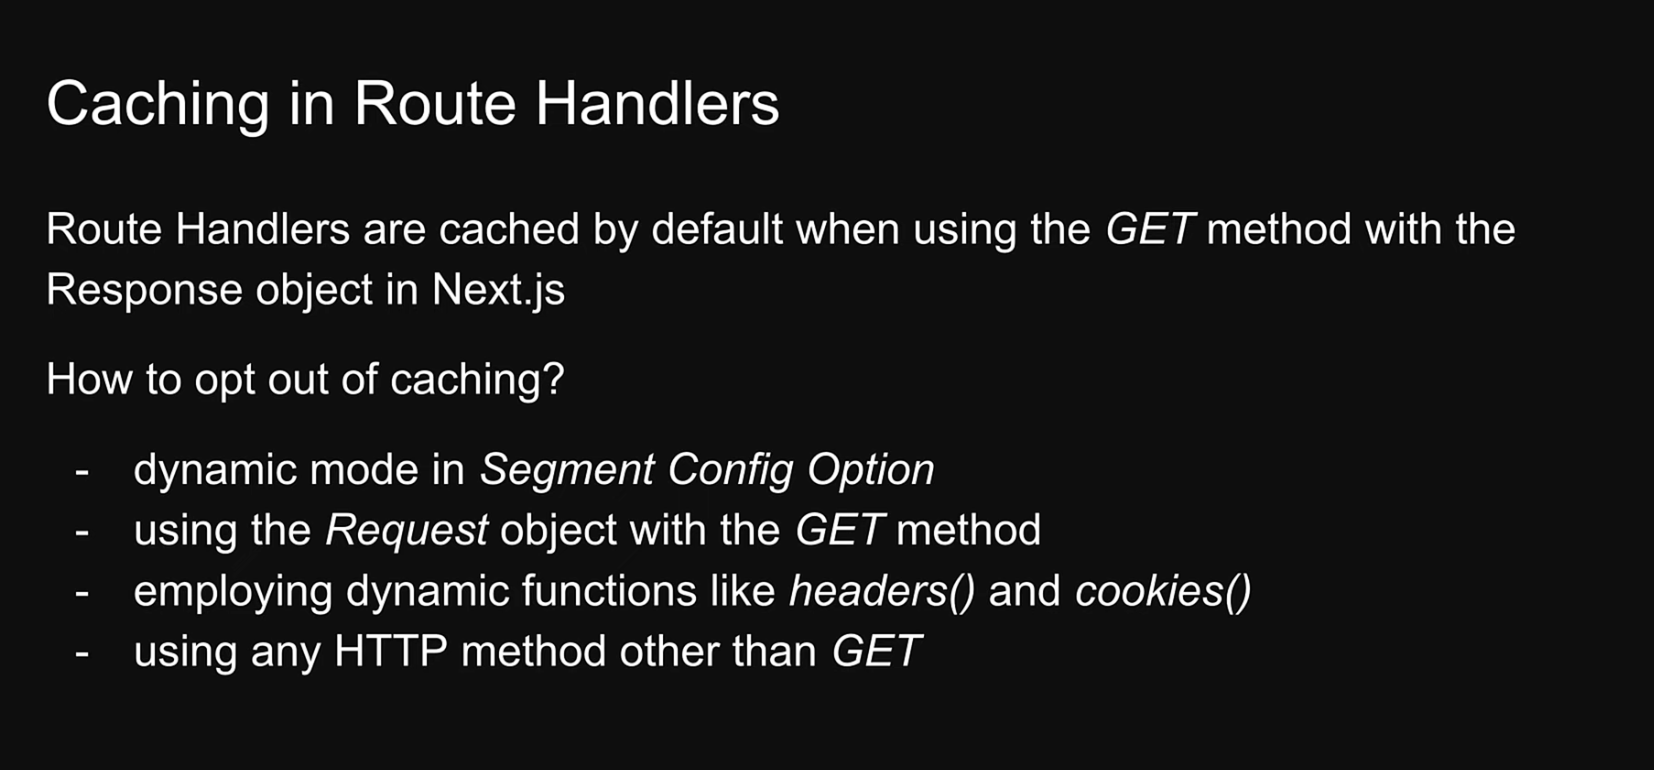 Caching in Route Handlers
Route Handlers are cached by default when using the GET method with the
Response object in Next.js
How to opt out of caching?
- dynamic mode in Segment Config Option
- using the Request object with the GET method
- employing dynamic functions like headers() and cookies()
- using any HTTP method other than GET